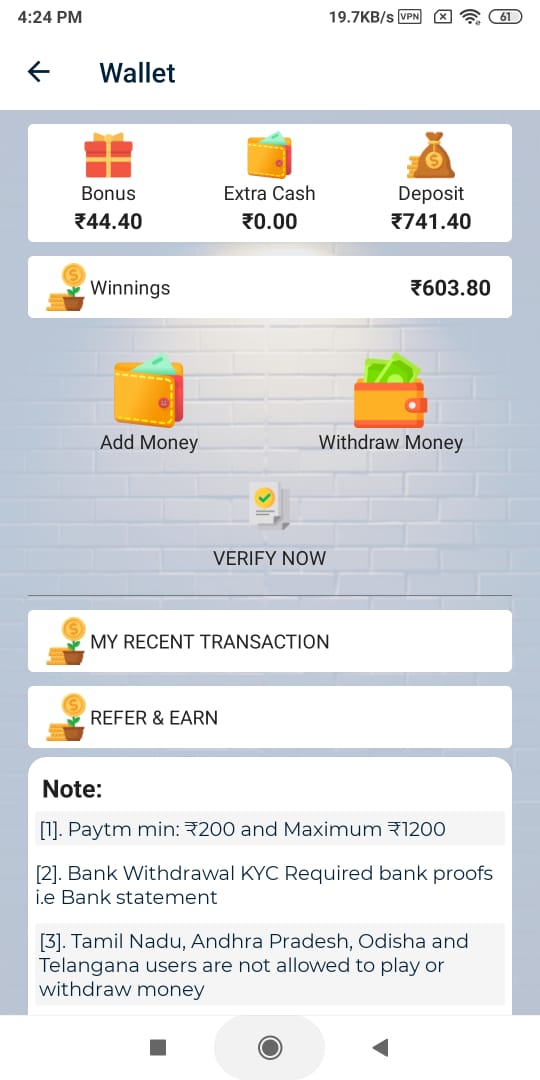 4:24 PM 19.7KB/s VPN 61
Wallet
Bonus Extra Cash Deposit
₹44.40 ₹0.00 ₹741.40
Winnings ₹603.80
Add Money Withdraw Money
VERIFY NOW
MY RECENT TRANSACTION
REFER & EARN
Note:
[1]. Paytm min: ₹200 and Maximum ₹1200
[2]. Bank Withdrawal KYC Required bank proofs
i.e Bank statement
[3]. Tamil Nadu, Andhra Pradesh, Odisha and
Telangana users are not allowed to play or
withdraw money